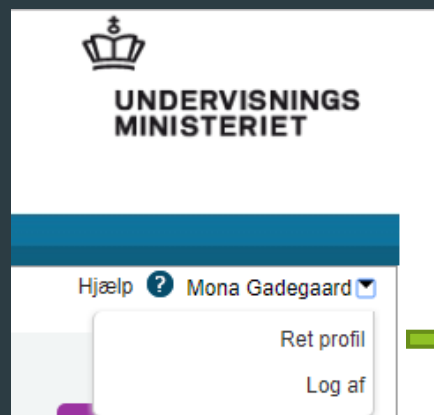 UNDERVISNINGS
MINISTERIET
Hjælp ? Mona Gadegaard
Ret profil
Log af